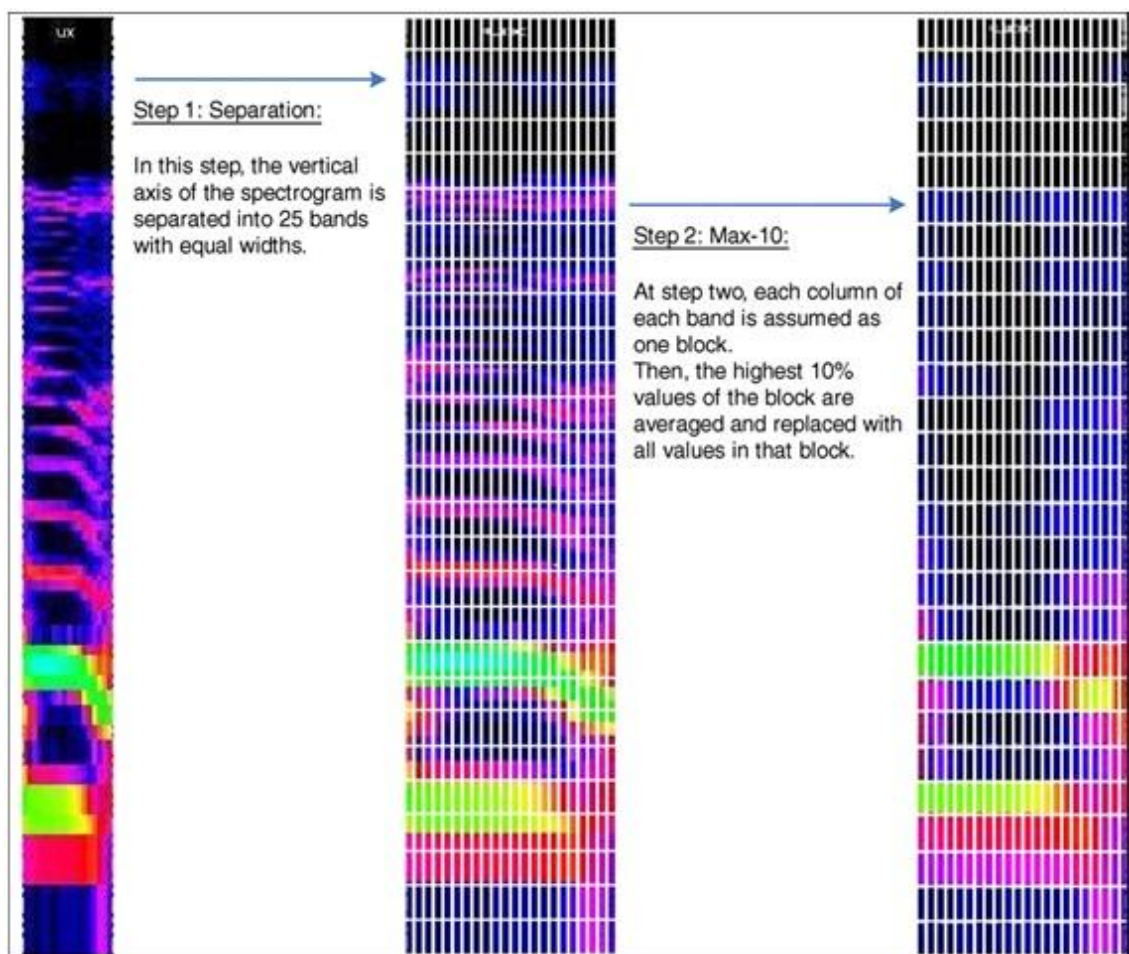 ux
Step 1: Separation:
In this step, the vertical
axis of the spectrogram is
separated into 25 bands
with equal widths.
Step 2: Max-10:
At step two, each column of
each band is assumed as
one block.
Then, the highest 10%
values of the block are
averaged and replaced with
all values in that block.